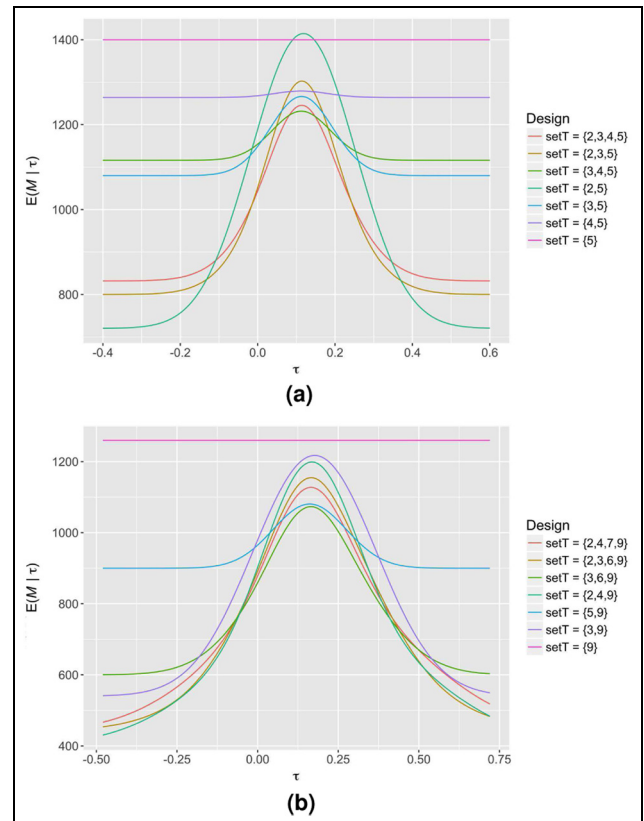 1400
1200
1000
800
E(M | τ)
-0.4
-0.2
0.0
0.2
0.4
0.6
τ
Design
setT = {2,3,4,5}
setT = {2,3,5}
setT = {3,4,5}
setT = {2,5}
setT = {3,5}
setT = {4,5}
setT = {5}
(a)
1200
1000
800
600
400
E(M | τ)
-0.50
-0.25
0.00
0.25
0.50
0.75
τ
Design
setT = {2,4,7,9}
setT = {2,3,6,9}
setT = {3,6,9}
setT = {2,4,9}
setT = {5,9}
setT = {3,9}
setT = {9}
(b)